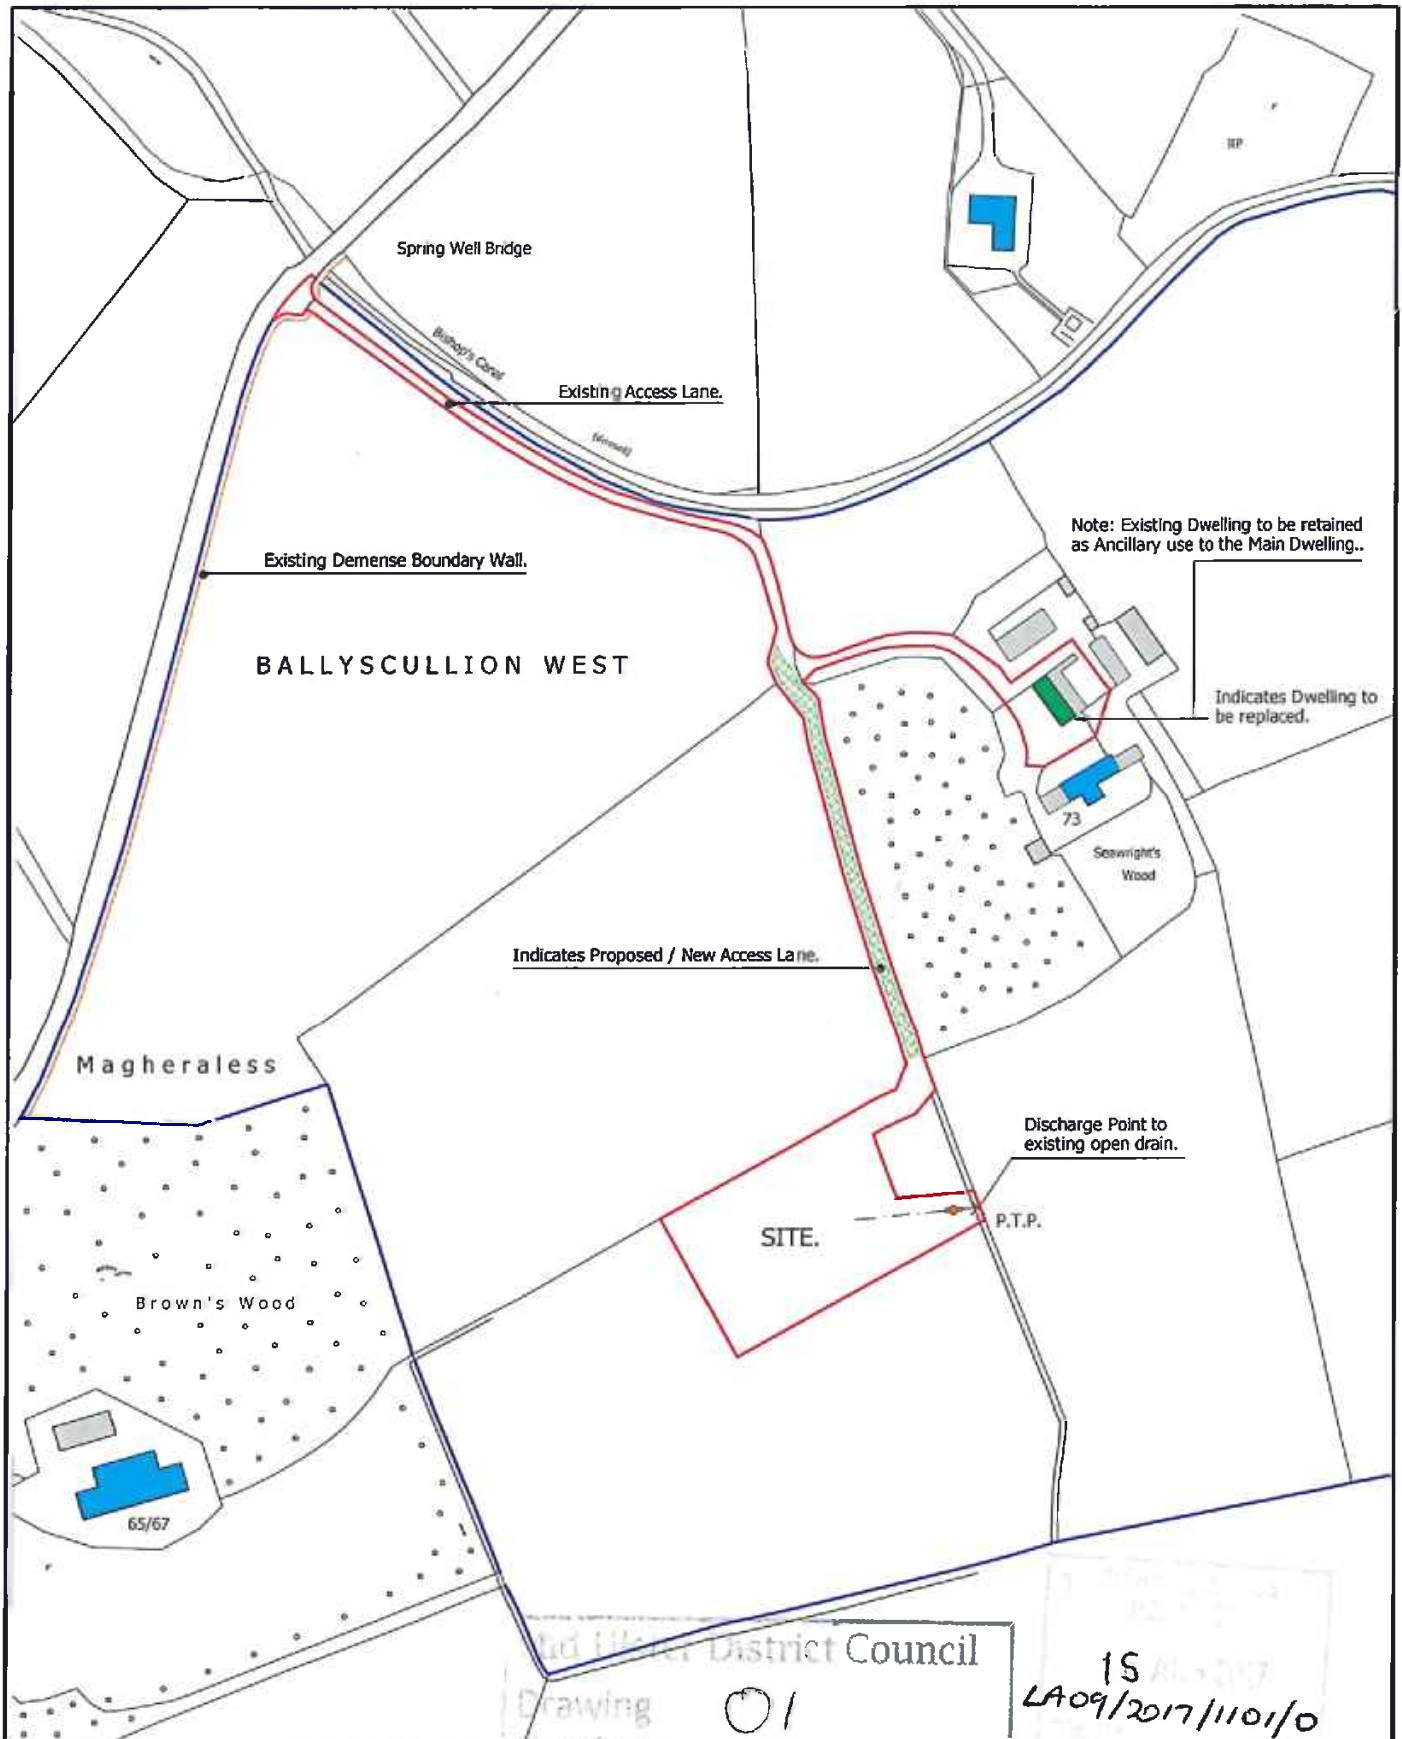 RP
Spring Well Bridge
Bishop's Canal
Existing Access Lane.
(disused)
Note: Existing Dwelling to be retained
as Ancillary use to the Main Dwelling..
Existing Demense Boundary Wall.
BALLYSCULLION WEST
Indicates Dwelling to
be replaced.
73
Seawright's
Wood
Indicates Proposed / New Access Lane.
Magheraless
Discharge Point to
existing open drain.
P.T.P.
SITE.
Brown's Wood
65/67
Mid Ulster District Council
Drawing
01
LA09/2017/1101/O